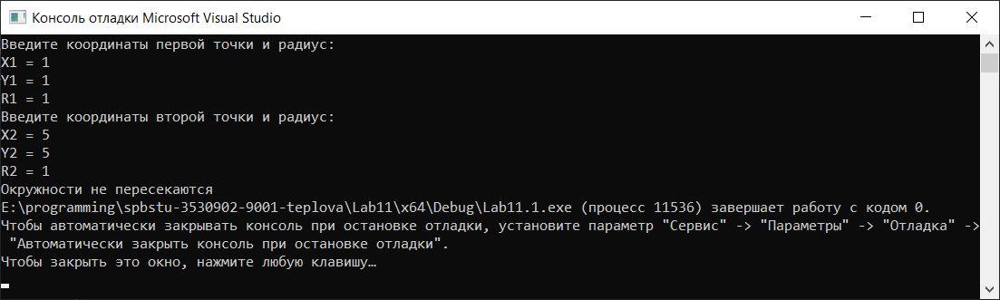 Консоль отладки Microsoft Visual Studio
Введите координаты первой точки и радиус:
X1 = 1
Y1 = 1
R1 = 1
Введите координаты второй точки и радиус:
X2 = 5
Y2 = 5
R2 = 1
Окружности не пересекаются
E:\programming\spbstu-3530902-9001-teplova\Lab11\x64\Debug\Lab11.1.exe (процесс 11536) завершает работу с кодом 0.
Чтобы автоматически закрывать консоль при остановке отладки, установите параметр "Сервис" -> "Параметры" -> "Отладка" ->
"Автоматически закрыть консоль при остановке отладки".
Чтобы закрыть это окно, нажмите любую клавишу…